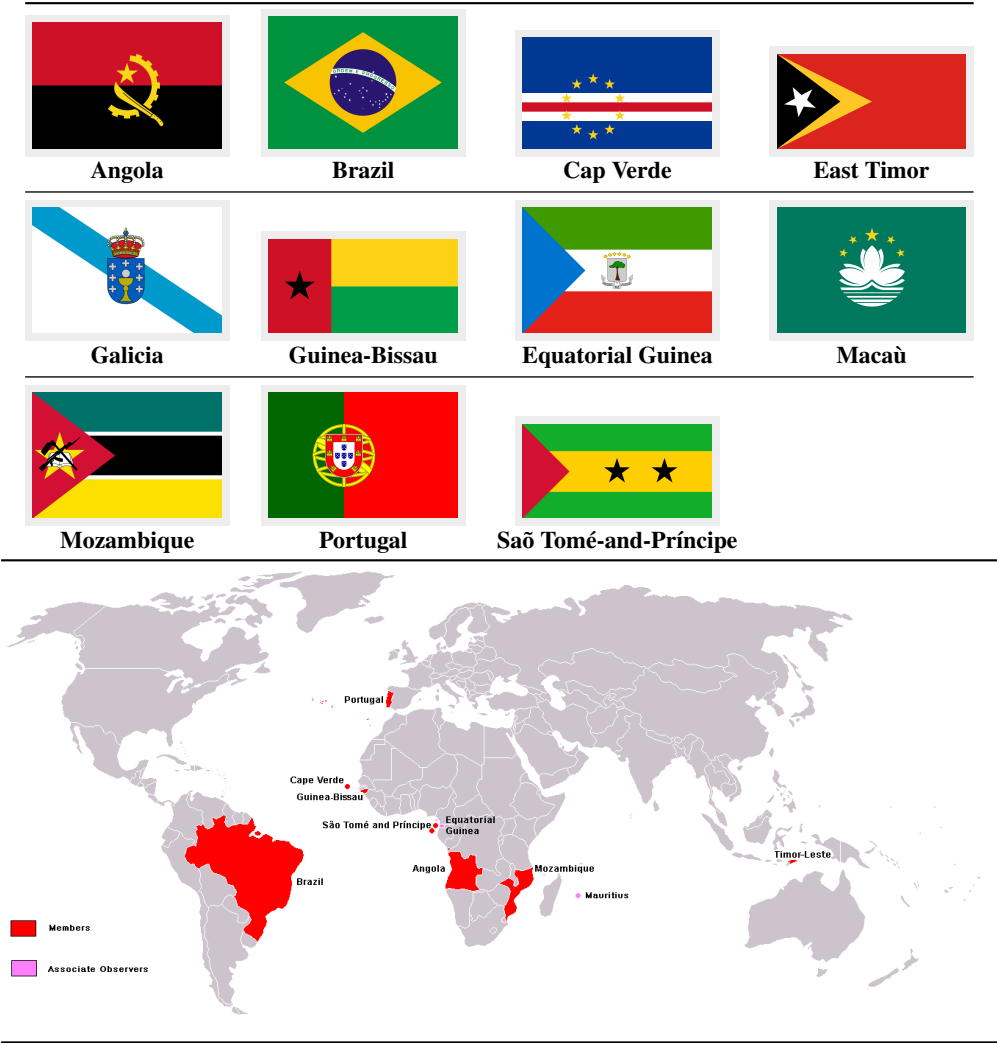 Angola
Brazil
Cap Verde
East Timor
Galicia
Guinea-Bissau
Equatorial Guinea
Macaù
Mozambique
Portugal
Saõ Tomé-and-Príncipe
ORDEM E PROGRESSO
Portugal
Cape Verde
Guinea-Bissau
São Tomé and Príncipe
Equatorial
Guinea
Angola
Mozambique
Timor-Leste
Brazil
Mauritius
Members
Associate Observers